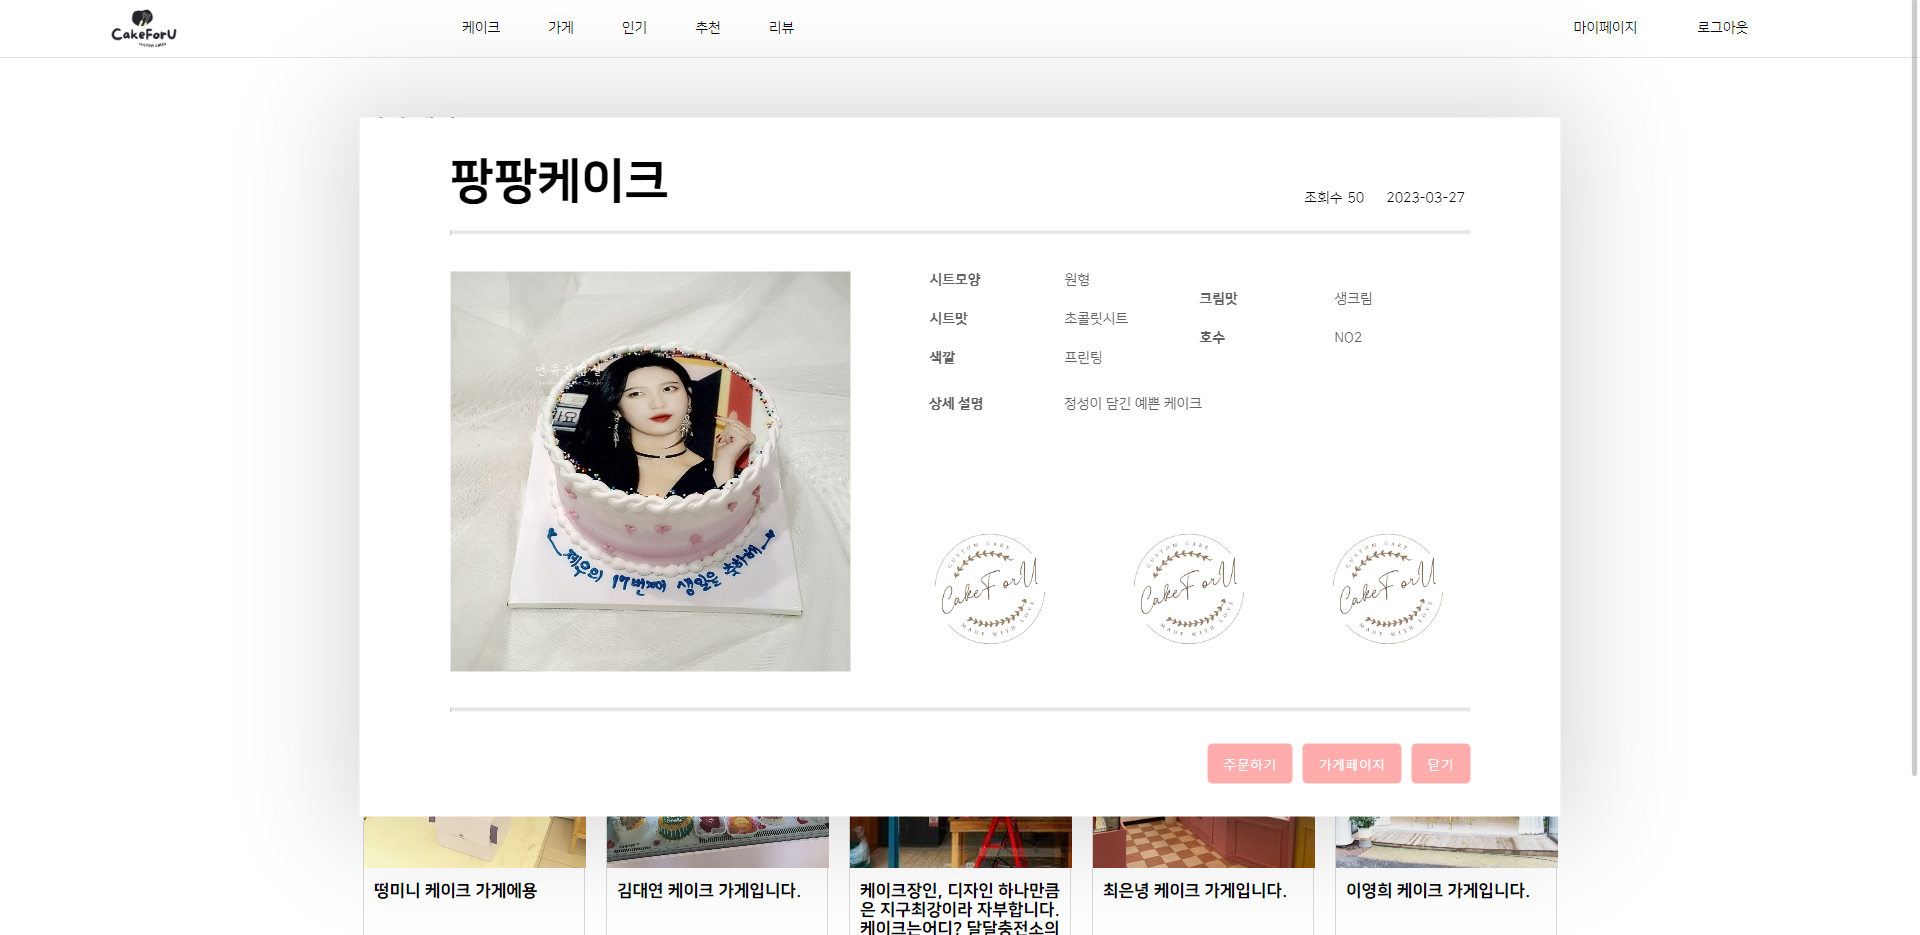 CakeForU
CUSTOM CAKES
케이크 가게 인기 추천 리뷰 마이페이지 로그아웃
팡팡케이크
조회수 50 2023-03-27
시트모양 원형
시트맛 초콜릿시트
색깔 프린팅
크림맛 생크림
호수 NO2
상세 설명 정성이 담긴 예쁜 케이크
제우의 17번째 생일을 축하해
CUSTOM CAKE
CakeForU
MADE WITH LOVE
CUSTOM CAKE
CakeForU
MADE WITH LOVE
CUSTOM CAKE
CakeForU
MADE WITH LOVE
주문하기 가게페이지 닫기
떵미니 케이크 가게에용
김대연 케이크 가게입니다.
케이크장인, 디자인 하나만큼
은 지구최강이라 자부합니다.
케이크는어디? 달달충전소의
최은녕 케이크 가게입니다.
이영희 케이크 가게입니다.